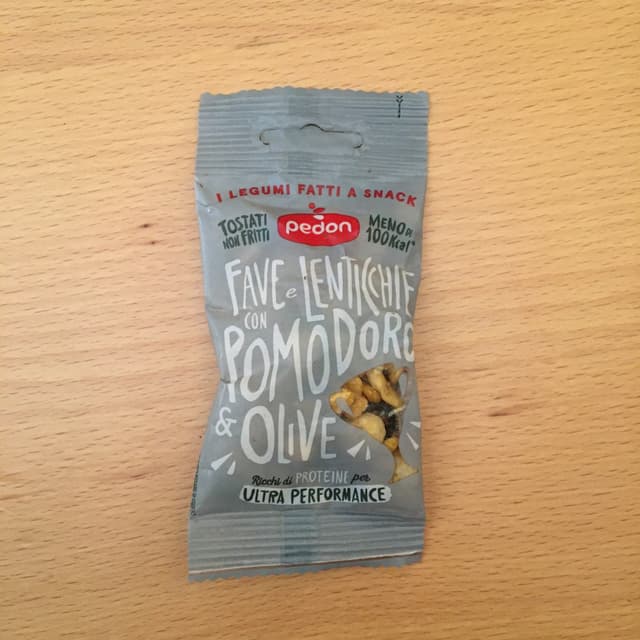 I LEGUMI FATTI A SNACK
TOSTATI
NON FRITTI
pedon
MENO DI
100Kcal*
FAVE e LENTICCHIE
CON
POMODORO
& OLIVE
Ricchi di PROTEINE per
ULTRA PERFORMANCE